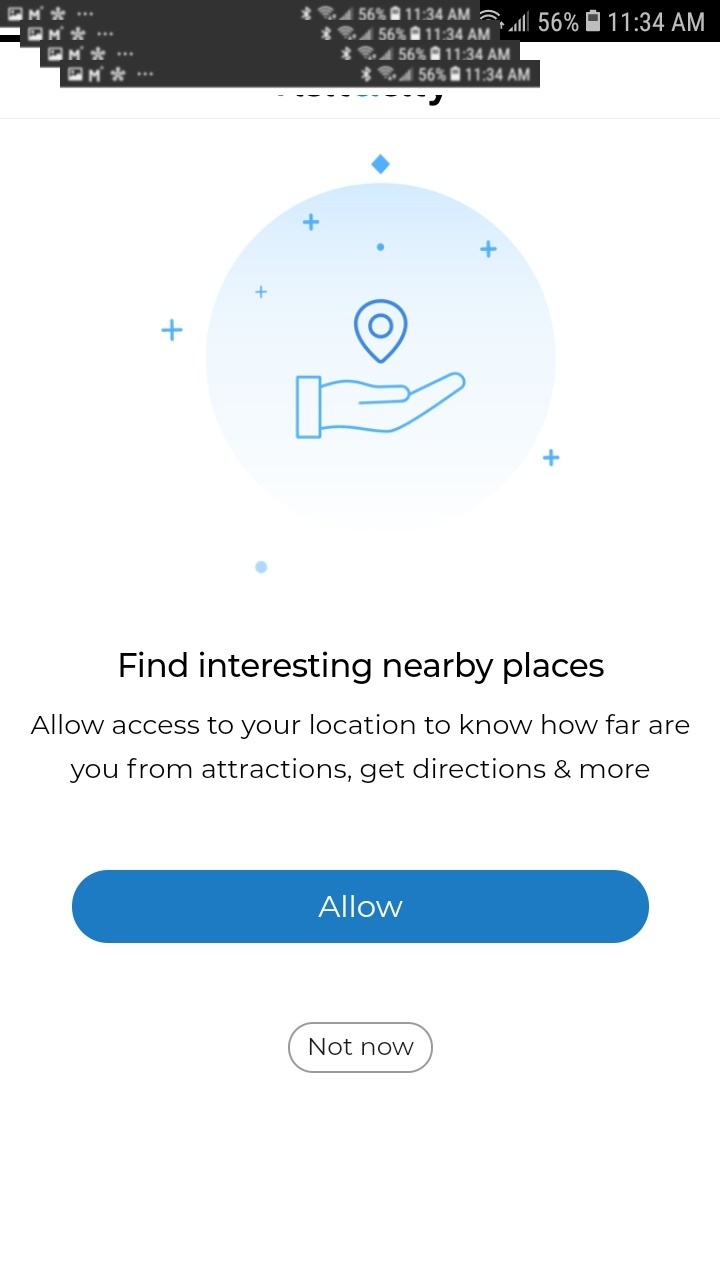 56% 11:34 AM
56% 11:34 AM
56% 11:34 AM
56% 11:34 AM
56% 11:34 AM
Find interesting nearby places
Allow access to your location to know how far are
you from attractions, get directions & more
Allow
Not now